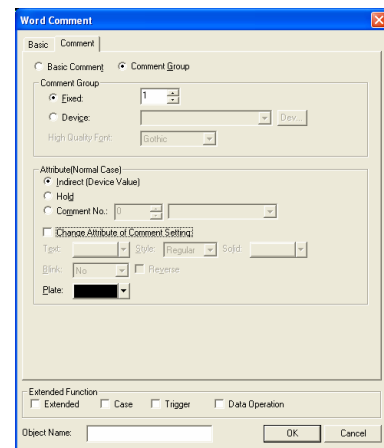 Word Comment
Basic Comment
Basic Comment Comment Group
Comment Group
Fixed: 1
Device: Dev...
High Quality Font: Gothic
Attribute(Normal Case)
Indirect (Device Value)
Hold
Comment No.: 0
Change Attribute of Comment Setting
Text: Style: Regular Solid:
Blink: No Reverse
Plate:
Extended Function
Extended Case Trigger Data Operation
Object Name: OK Cancel